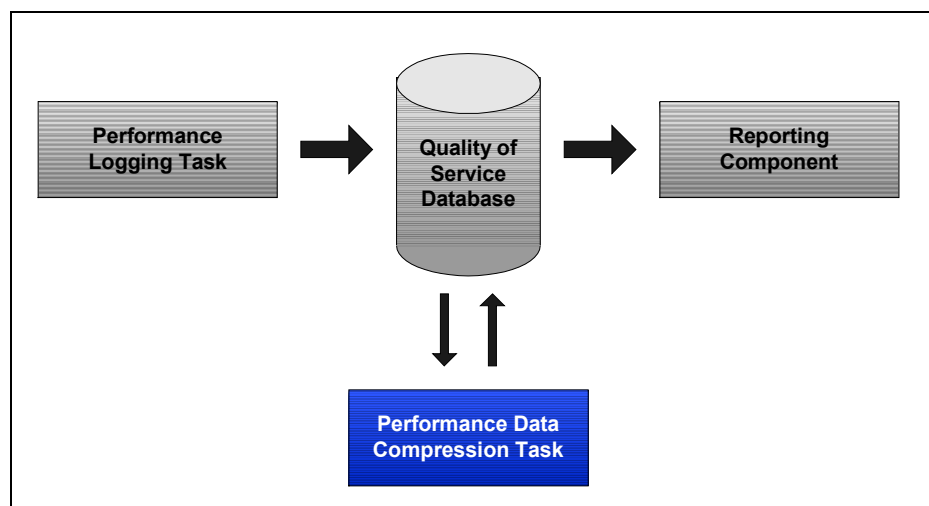 Performance
Logging Task
Quality of
Service
Database
Reporting
Component
Performance Data
Compression Task